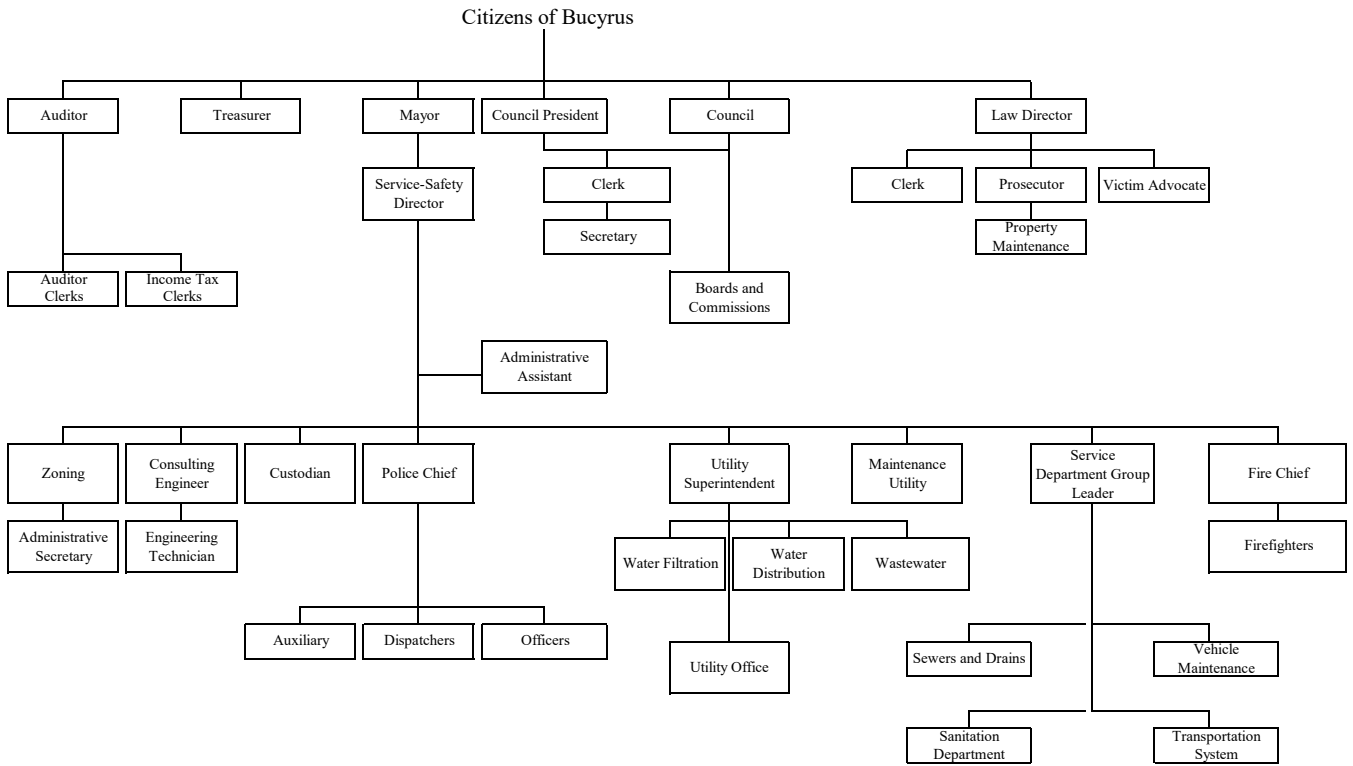 Citizens of Bucyrus
Auditor
Treasurer
Mayor
Council President
Council
Law Director
Service-Safety
Director
Clerk
Secretary
Clerk
Prosecutor
Victim Advocate
Property
Maintenance
Auditor
Clerks
Income Tax
Clerks
Boards and
Commissions
Administrative
Assistant
Zoning
Consulting
Engineer
Custodian
Police Chief
Utility
Superintendent
Maintenance
Utility
Service
Department Group
Leader
Fire Chief
Administrative
Secretary
Engineering
Technician
Water Filtration
Water
Distribution
Wastewater
Firefighters
Auxiliary
Dispatchers
Officers
Utility Office
Sewers and Drains
Vehicle
Maintenance
Sanitation
Department
Transportation
System